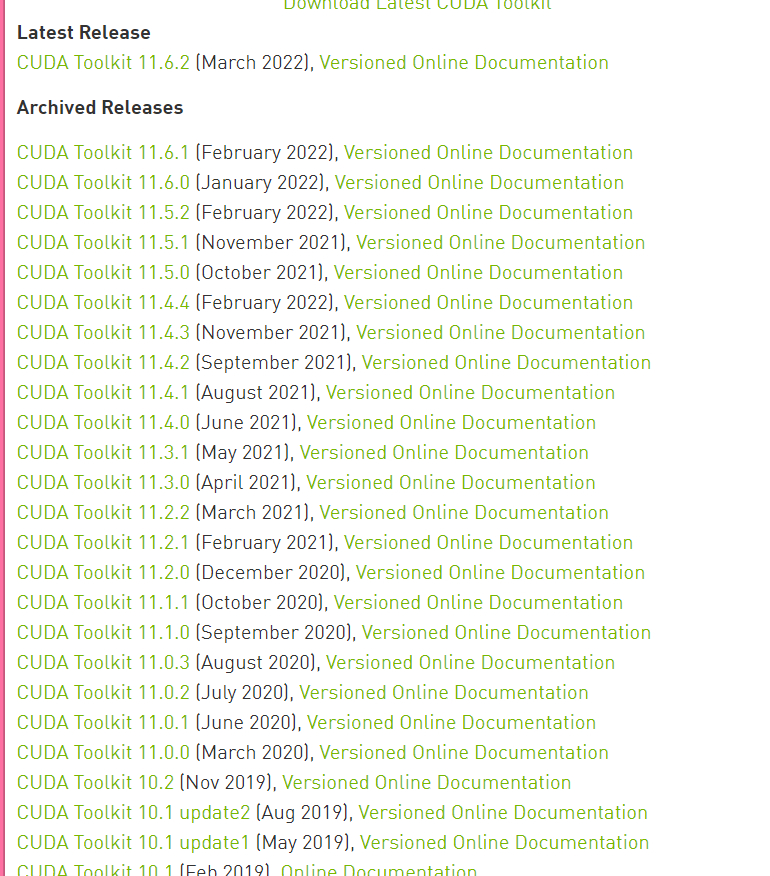 Download Latest CUDA Toolkit
Latest Release
CUDA Toolkit 11.6.2 (March 2022), Versioned Online Documentation
Archived Releases
CUDA Toolkit 11.6.1 (February 2022), Versioned Online Documentation
CUDA Toolkit 11.6.0 (January 2022), Versioned Online Documentation
CUDA Toolkit 11.5.2 (February 2022), Versioned Online Documentation
CUDA Toolkit 11.5.1 (November 2021), Versioned Online Documentation
CUDA Toolkit 11.5.0 (October 2021), Versioned Online Documentation
CUDA Toolkit 11.4.4 (February 2022), Versioned Online Documentation
CUDA Toolkit 11.4.3 (November 2021), Versioned Online Documentation
CUDA Toolkit 11.4.2 (September 2021), Versioned Online Documentation
CUDA Toolkit 11.4.1 (August 2021), Versioned Online Documentation
CUDA Toolkit 11.4.0 (June 2021), Versioned Online Documentation
CUDA Toolkit 11.3.1 (May 2021), Versioned Online Documentation
CUDA Toolkit 11.3.0 (April 2021), Versioned Online Documentation
CUDA Toolkit 11.2.2 (March 2021), Versioned Online Documentation
CUDA Toolkit 11.2.1 (February 2021), Versioned Online Documentation
CUDA Toolkit 11.2.0 (December 2020), Versioned Online Documentation
CUDA Toolkit 11.1.1 (October 2020), Versioned Online Documentation
CUDA Toolkit 11.1.0 (September 2020), Versioned Online Documentation
CUDA Toolkit 11.0.3 (August 2020), Versioned Online Documentation
CUDA Toolkit 11.0.2 (July 2020), Versioned Online Documentation
CUDA Toolkit 11.0.1 (June 2020), Versioned Online Documentation
CUDA Toolkit 11.0.0 (March 2020), Versioned Online Documentation
CUDA Toolkit 10.2 (Nov 2019), Versioned Online Documentation
CUDA Toolkit 10.1 update2 (Aug 2019), Versioned Online Documentation
CUDA Toolkit 10.1 update1 (May 2019), Versioned Online Documentation
CUDA Toolkit 10.1 (Feb 2019), Online Documentation